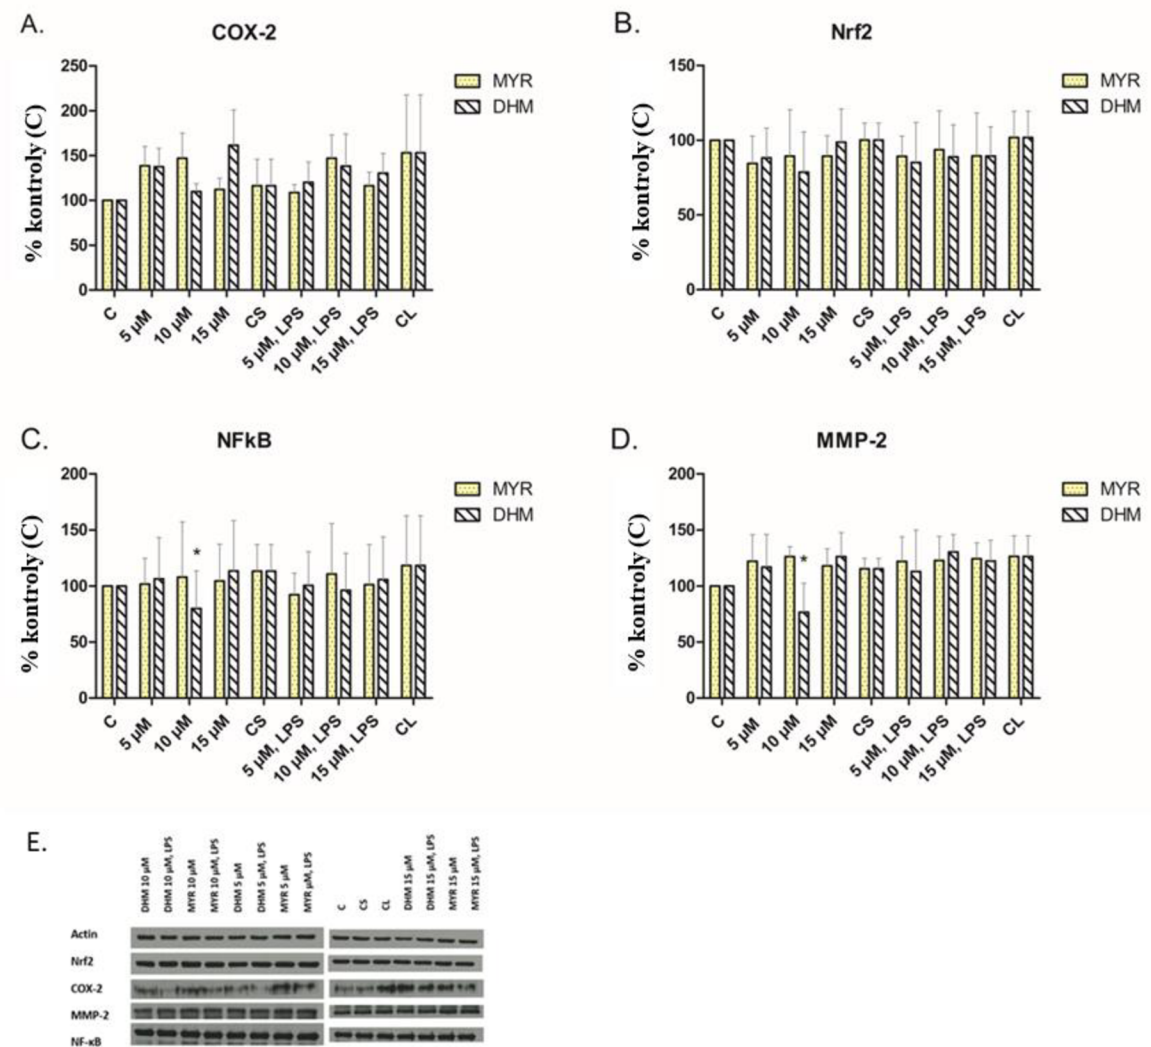 A.
COX-2
% kontroly (C)
250
200
150
100
50
0
C
5 µM
10 µM
15 µM
CS
5 µM, LPS
10 µM, LPS
15 µM, LPS
CL
MYR
DHM
B.
Nrf2
% kontroly (C)
150
100
50
0
C
5 µM
10 µM
15 µM
CS
5 µM, LPS
10 µM, LPS
15 µM, LPS
CL
MYR
DHM
C.
NFkB
% kontroly (C)
200
150
100
50
0
*
C
5 µM
10 µM
15 µM
CS
5 µM, LPS
10 µM, LPS
15 µM, LPS
CL
MYR
DHM
D.
MMP-2
% kontroly (C)
200
150
100
50
0
*
C
5 µM
10 µM
15 µM
CS
5 µM, LPS
10 µM, LPS
15 µM, LPS
CL
MYR
DHM
E.
DHM 10 µM
DHM 10 µM, LPS
MYR 10 µM
MYR 10 µM, LPS
DHM 5 µM
DHM 5 µM, LPS
MYR 5 µM
MYR µM, LPS
C
CS
CL
DHM 15 µM
DHM 15 µM, LPS
MYR 15 µM
MYR 15 µM, LPS
Actin
Nrf2
COX-2
MMP-2
NF-κB